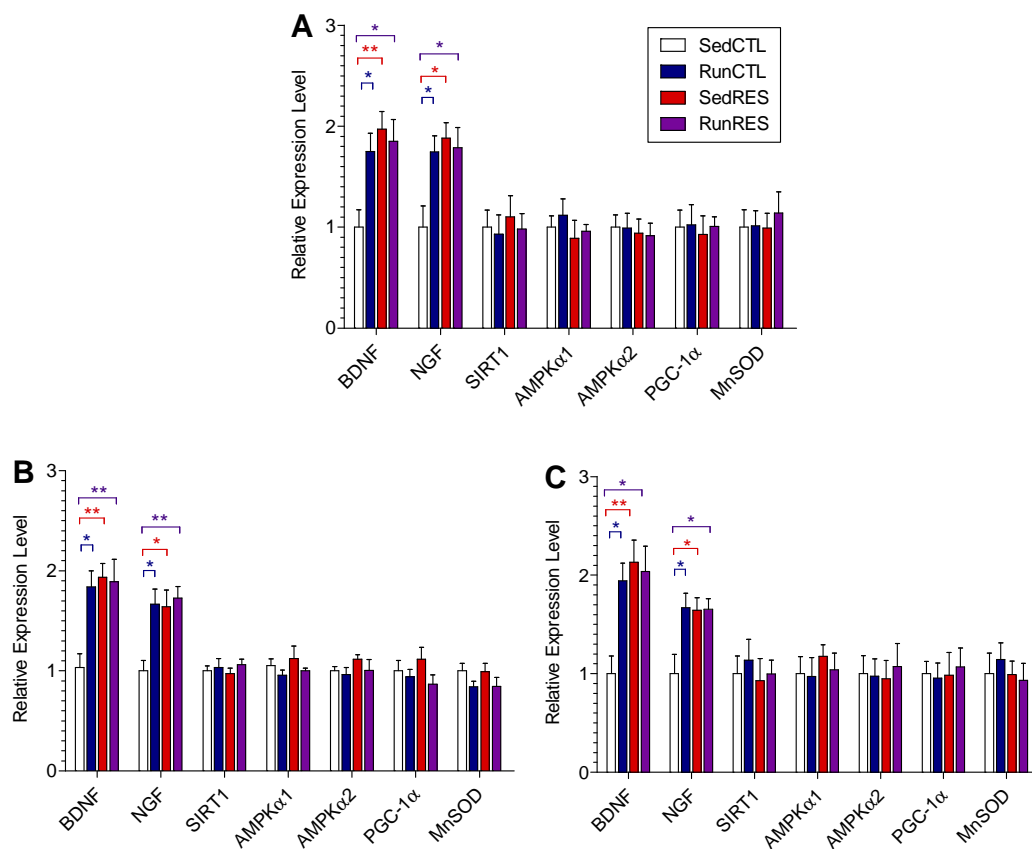 A
Relative Expression Level
3
2
1
0
*
**
*
*
*
*
SedCTL
RunCTL
SedRES
RunRES
BDNF
NGF
SIRT1
AMPKα1
AMPKα2
PGC-1α
MnSOD
B
Relative Expression Level
3
2
1
0
**
**
*
**
*
*
BDNF
NGF
SIRT1
AMPKα1
AMPKα2
PGC-1α
MnSOD
C
Relative Expression Level
3
2
1
0
*
**
*
*
*
*
BDNF
NGF
SIRT1
AMPKα1
AMPKα2
PGC-1α
MnSOD